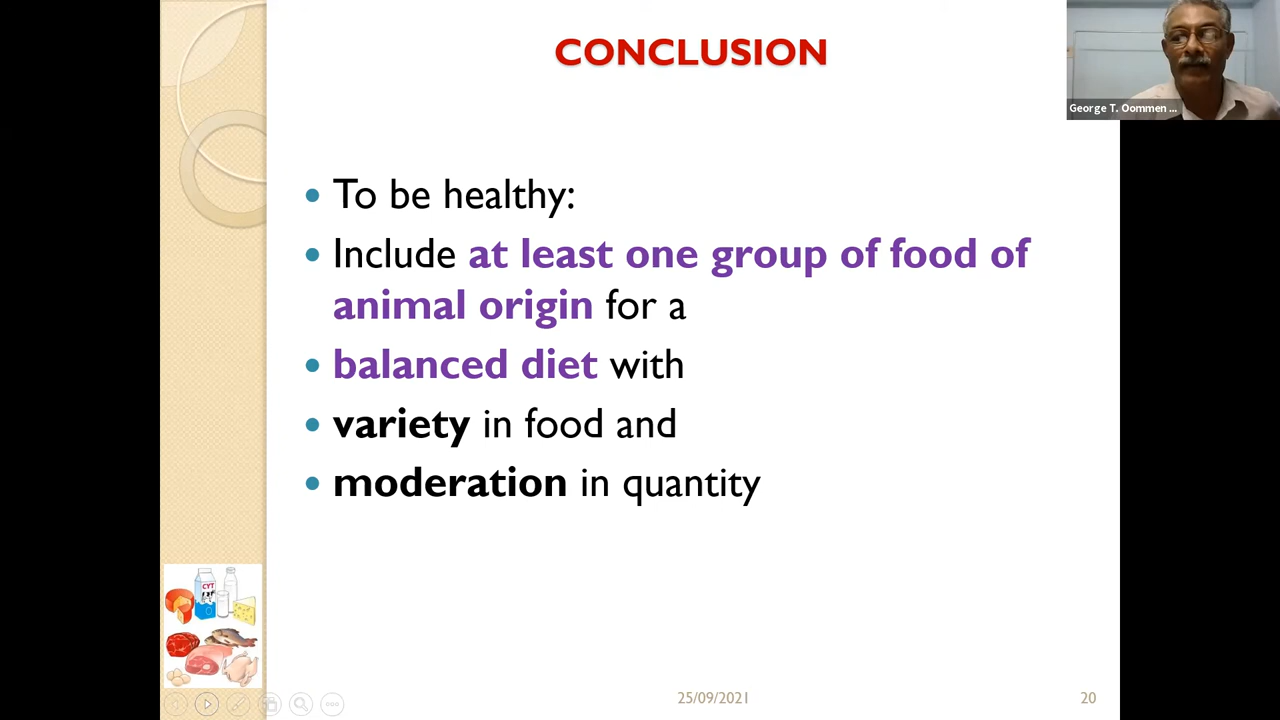 CONCLUSION
George T. Oommen ...
• To be healthy:
• Include at least one group of food of
animal origin for a
• balanced diet with
• variety in food and
• moderation in quantity
CYT
25/09/2021
20